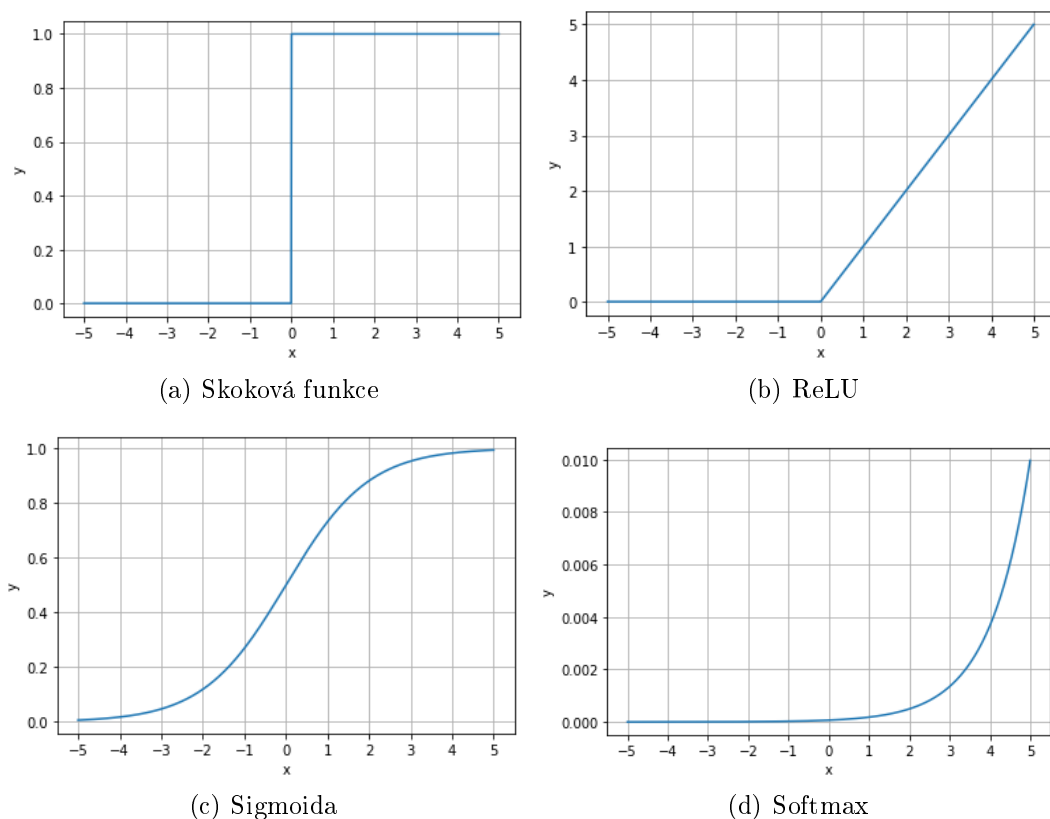 1.0
0.8
0.6
0.4
0.2
0.0
y
−5 −4 −3 −2 −1 0 1 2 3 4 5
x
(a) Skoková funkce
5
4
3
2
1
0
y
−5 −4 −3 −2 −1 0 1 2 3 4 5
x
(b) ReLU
1.0
0.8
0.6
0.4
0.2
0.0
y
−5 −4 −3 −2 −1 0 1 2 3 4 5
x
(c) Sigmoida
0.010
0.008
0.006
0.004
0.002
0.000
y
−5 −4 −3 −2 −1 0 1 2 3 4 5
x
(d) Softmax